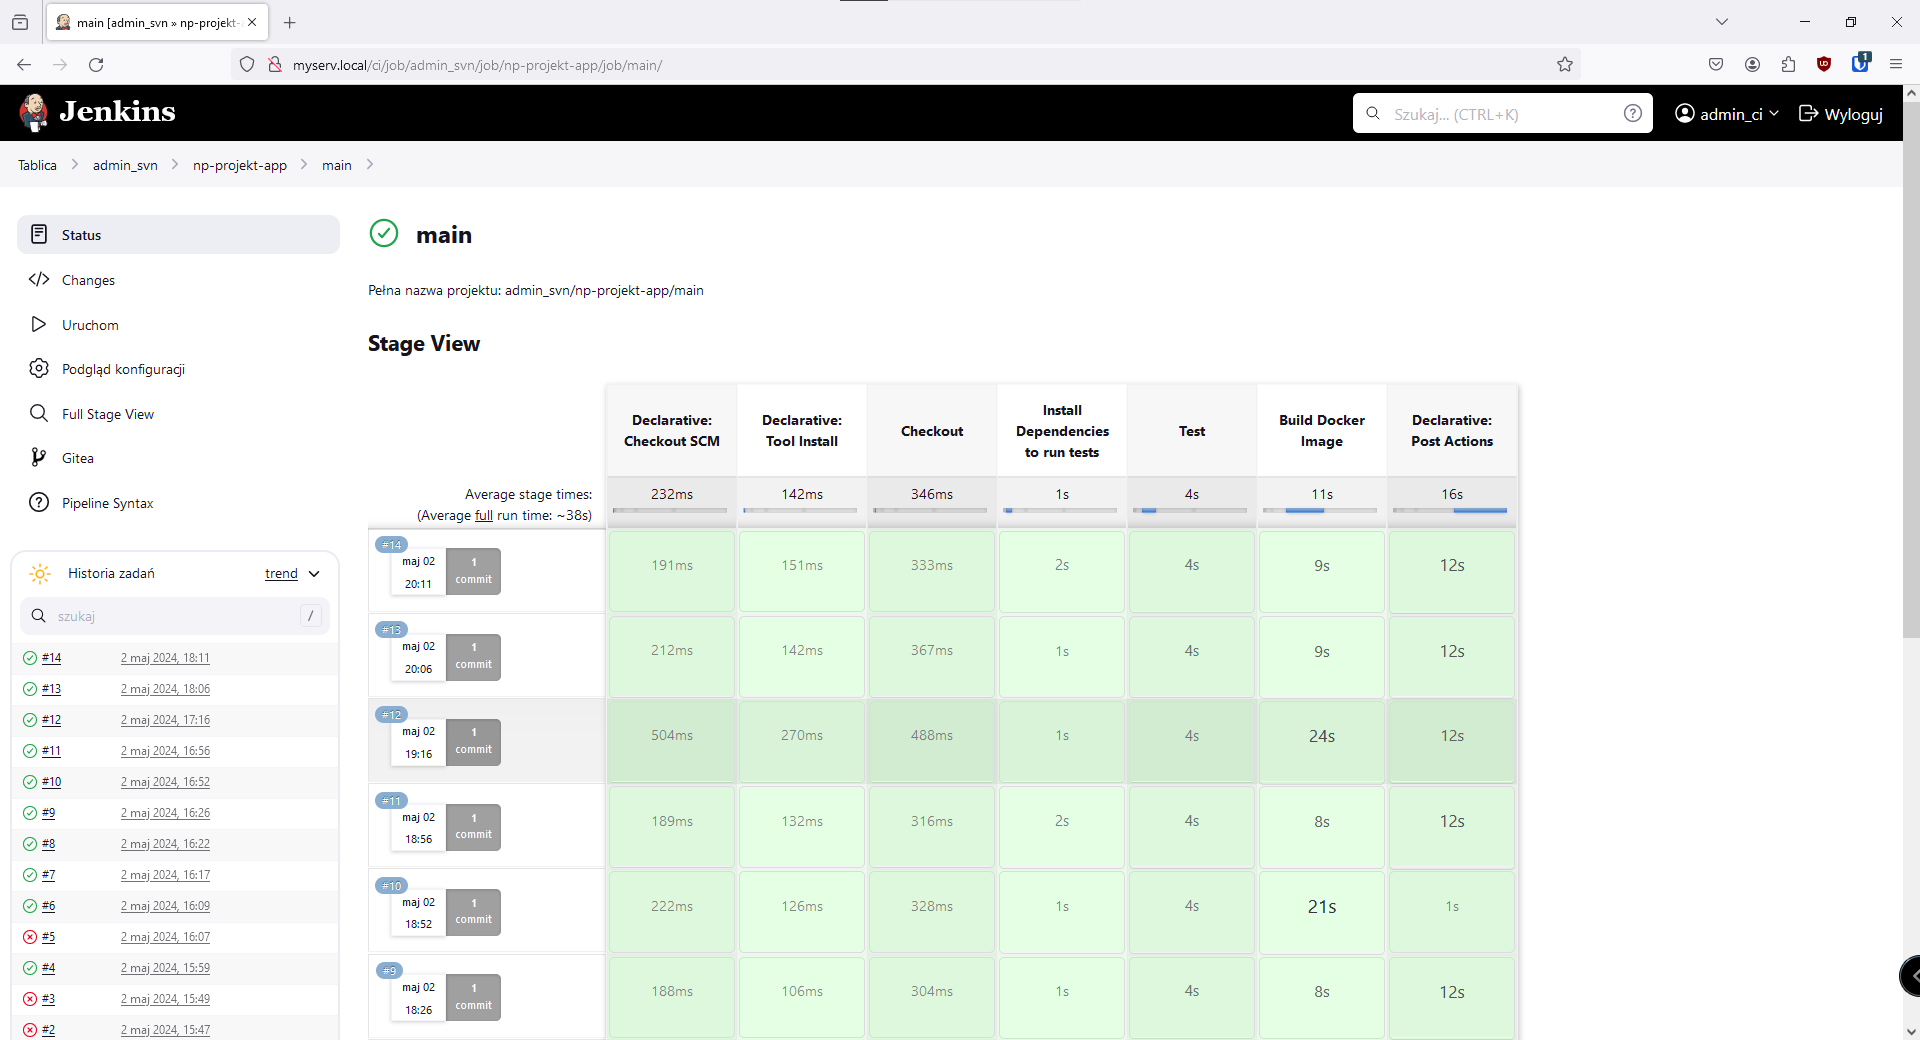 main [admin_svn » np-projekt-
myserv.local/ci/job/admin_svn/job/np-projekt-app/job/main/
1
Jenkins
Szukaj... (CTRL+K)
admin_ci
Wyloguj
Tablica
admin_svn
np-projekt-app
main
Status
Changes
Uruchom
Podgląd konfiguracji
Full Stage View
Gitea
Pipeline Syntax
Historia zadań
trend
szukaj
/
#14 2 maj 2024, 18:11
#13 2 maj 2024, 18:06
#12 2 maj 2024, 17:16
#11 2 maj 2024, 16:56
#10 2 maj 2024, 16:52
#9 2 maj 2024, 16:26
#8 2 maj 2024, 16:22
#7 2 maj 2024, 16:17
#6 2 maj 2024, 16:09
#5 2 maj 2024, 16:07
#4 2 maj 2024, 15:59
#3 2 maj 2024, 15:49
#2 2 maj 2024, 15:47
main
Pełna nazwa projektu: admin_svn/np-projekt-app/main
Stage View
Declarative:
Checkout SCM
Declarative:
Tool Install
Checkout
Install
Dependencies
to run tests
Test
Build Docker
Image
Declarative:
Post Actions
Average stage times:
(Average full run time: ~38s)
232ms 142ms 346ms 1s 4s 11s 16s
#14
maj 02
20:11
1
commit
191ms 151ms 333ms 2s 4s 9s 12s
#13
maj 02
20:06
1
commit
212ms 142ms 367ms 1s 4s 9s 12s
#12
maj 02
19:16
1
commit
504ms 270ms 488ms 1s 4s 24s 12s
#11
maj 02
18:56
1
commit
189ms 132ms 316ms 2s 4s 8s 12s
#10
maj 02
18:52
1
commit
222ms 126ms 328ms 1s 4s 21s 1s
#9
maj 02
18:26
1
commit
188ms 106ms 304ms 1s 4s 8s 12s